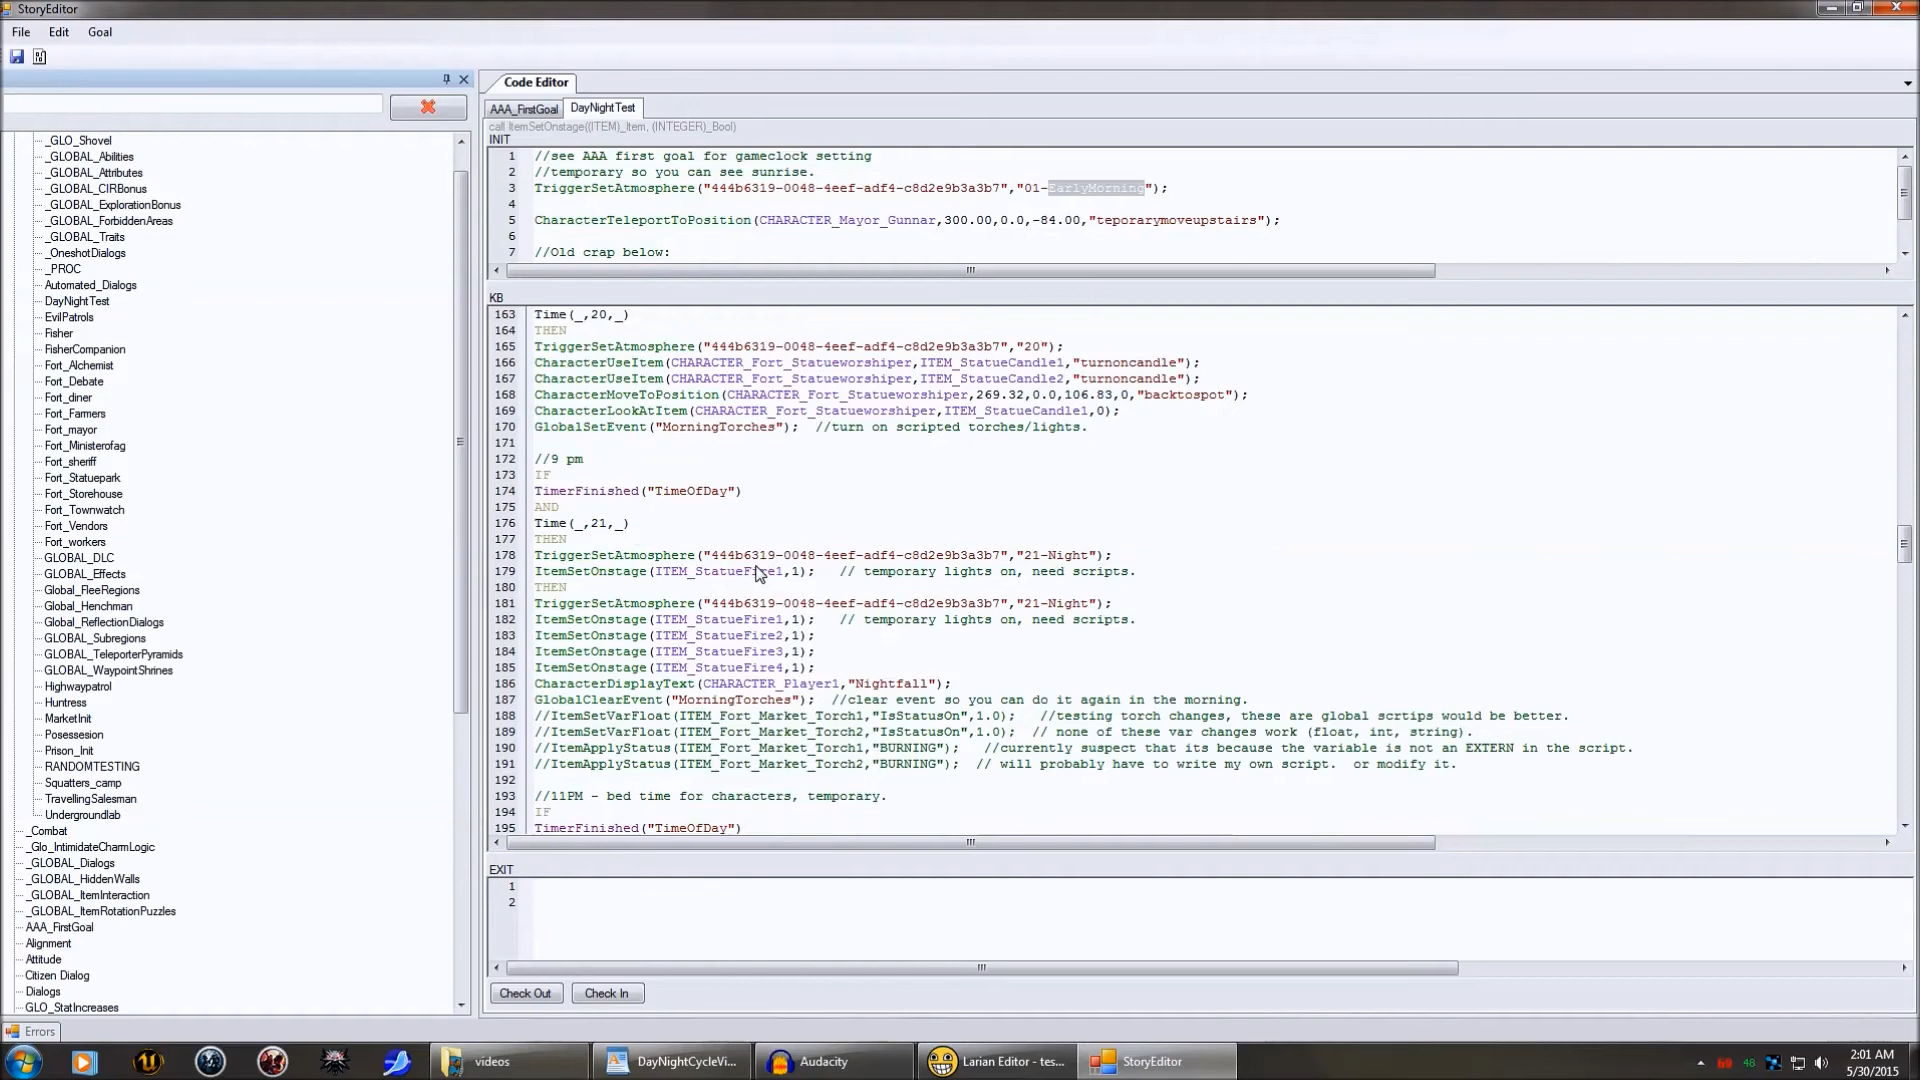 StoryEditor
File Edit Goal
_GLO_Shovel
_GLOBAL_Abilities
_GLOBAL_Attributes
_GLOBAL_CIRBonus
_GLOBAL_ExplorationBonus
_GLOBAL_ForbiddenAreas
_GLOBAL_Traits
_OneshotDialogs
_PROC
Automated_Dialogs
DayNightTest
EvilPatrols
Fisher
FisherCompanion
Fort_Alchemist
Fort_Debate
Fort_diner
Fort_Farmers
Fort_mayor
Fort_Ministerofag
Fort_sheriff
Fort_Statuepark
Fort_Storehouse
Fort_Townwatch
Fort_Vendors
Fort_workers
GLOBAL_DLC
GLOBAL_Effects
Global_FleeRegions
Global_Henchman
Global_ReflectionDialogs
GLOBAL_Subregions
GLOBAL_TeleporterPyramids
GLOBAL_WaypointShrines
Highwaypatrol
Huntress
MarketInit
Possesesion
Prison_Init
RANDOMTESTING
Squatters_camp
TravellingSalesman
Undergroundlab
_Combat
_Glo_IntimidateCharmLogic
_GLOBAL_Dialogs
_GLOBAL_HiddenWalls
_GLOBAL_ItemInteraction
_GLOBAL_ItemRotationPuzzles
AAA_FirstGoal
Alignment
Attitude
Citizen Dialog
Dialogs
GLO_StatIncreases
Errors
Code Editor
AAA_FirstGoal DayNightTest
call ItemSetOnstage((ITEM)_Item, (INTEGER)_Bool)
INIT
1 //see AAA first goal for gameclock setting
2 //temporary so you can see sunrise.
3 TriggerSetAtmosphere("444b6319-0048-4eef-adf4-c8d2e9b3a3b7","01-EarlyMorning");
4
5 CharacterTeleportToPosition(CHARACTER_Mayor_Gunnar,300.00,0.0,-84.00,"teporarymoveupstairs");
6
7 //Old crap below:
KB
163 Time(_,20,_)
164 THEN
165 TriggerSetAtmosphere("444b6319-0048-4eef-adf4-c8d2e9b3a3b7","20");
166 CharacterUseItem(CHARACTER_Fort_Statueworshiper,ITEM_StatueCandle1,"turnoncandle");
167 CharacterUseItem(CHARACTER_Fort_Statueworshiper,ITEM_StatueCandle2,"turnoncandle");
168 CharacterMoveToPosition(CHARACTER_Fort_Statueworshiper,269.32,0.0,106.83,0,"backtospot");
169 CharacterLookAtItem(CHARACTER_Fort_Statueworshiper,ITEM_StatueCandle1,0);
170 GlobalSetEvent("MorningTorches"); //turn on scripted torches/lights.
171
172 //9 pm
173 IF
174 TimerFinished("TimeOfDay")
175 AND
176 Time(_,21,_)
177 THEN
178 TriggerSetAtmosphere("444b6319-0048-4eef-adf4-c8d2e9b3a3b7","21-Night");
179 ItemSetOnstage(ITEM_StatueFire1,1); // temporary lights on, need scripts.
180 THEN
181 TriggerSetAtmosphere("444b6319-0048-4eef-adf4-c8d2e9b3a3b7","21-Night");
182 ItemSetOnstage(ITEM_StatueFire1,1); // temporary lights on, need scripts.
183 ItemSetOnstage(ITEM_StatueFire2,1);
184 ItemSetOnstage(ITEM_StatueFire3,1);
185 ItemSetOnstage(ITEM_StatueFire4,1);
186 CharacterDisplayText(CHARACTER_Player1,"Nightfall");
187 GlobalClearEvent("MorningTorches"); //clear event so you can do it again in the morning.
188 //ItemSetVarFloat(ITEM_Fort_Market_Torch1,"IsStatusOn",1.0); //testing torch changes, these are global scrtips would be better.
189 //ItemSetVarFloat(ITEM_Fort_Market_Torch2,"IsStatusOn",1.0); // none of these var changes work (float, int, string).
190 //ItemApplyStatus(ITEM_Fort_Market_Torch1,"BURNING"); //currently suspect that its because the variable is not an EXTERN in the script.
191 //ItemApplyStatus(ITEM_Fort_Market_Torch2,"BURNING"); // will probably have to write my own script. or modify it.
192
193 //11PM - bed time for characters, temporary.
194 IF
195 TimerFinished("TimeOfDay")
EXIT
1
2
Check Out Check In
videos DayNightCycleVi... Audacity Larian Editor - tes... StoryEditor
48
2:01 AM
5/30/2015